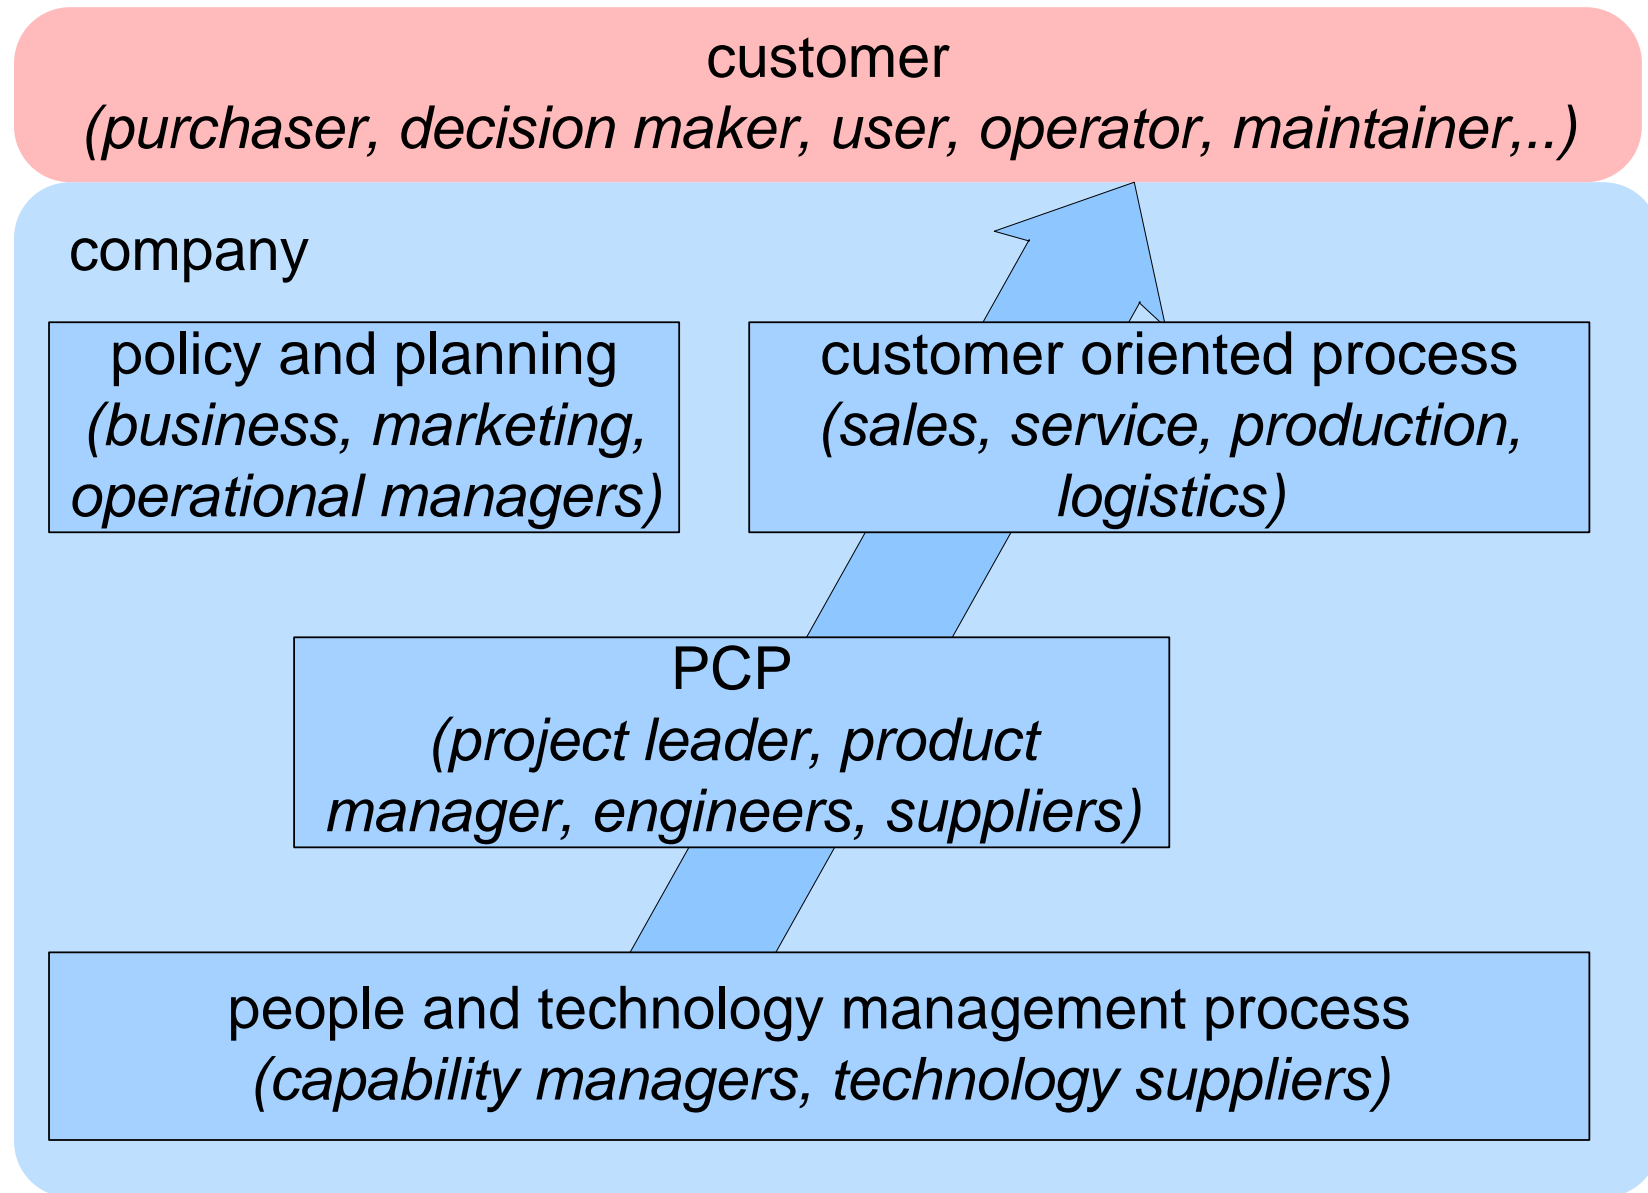 customer
(purchaser, decision maker, user, operator, maintainer,..)
company
policy and planning
(business, marketing,
operational managers)
customer oriented process
(sales, service, production,
logistics)
PCP
(project leader, product
manager, engineers, suppliers)
people and technology management process
(capability managers, technology suppliers)